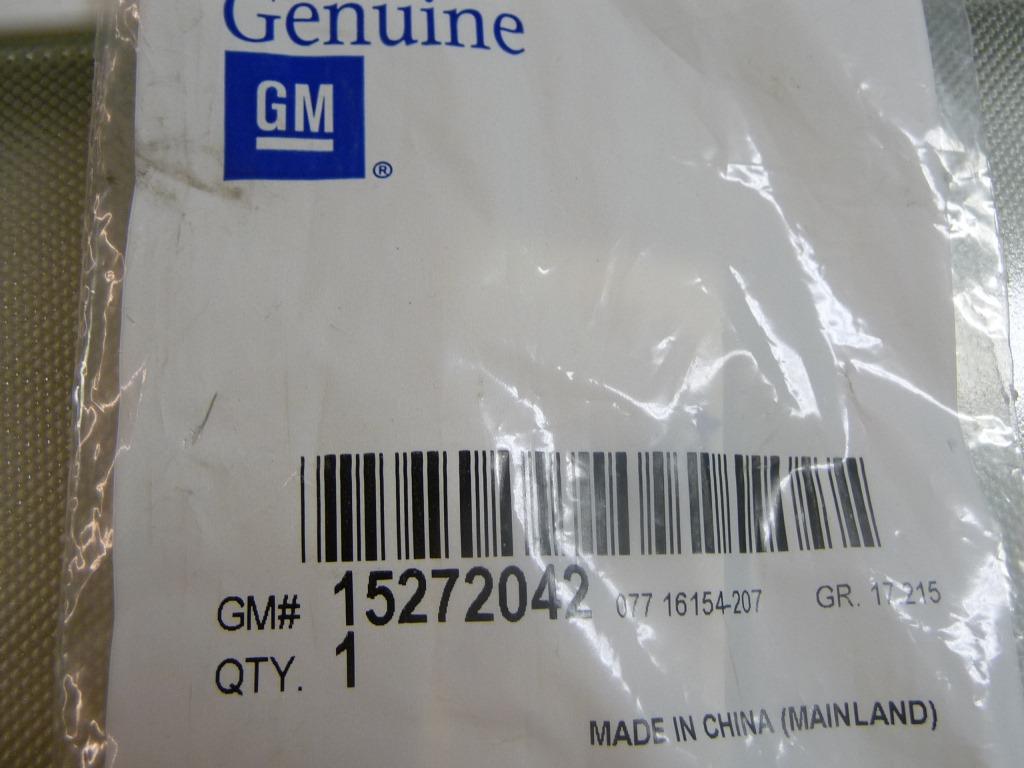 Genuine
GM ®
GM# 15272042 077 16154-207 GR. 17.215
QTY. 1
MADE IN CHINA (MAINLAND)